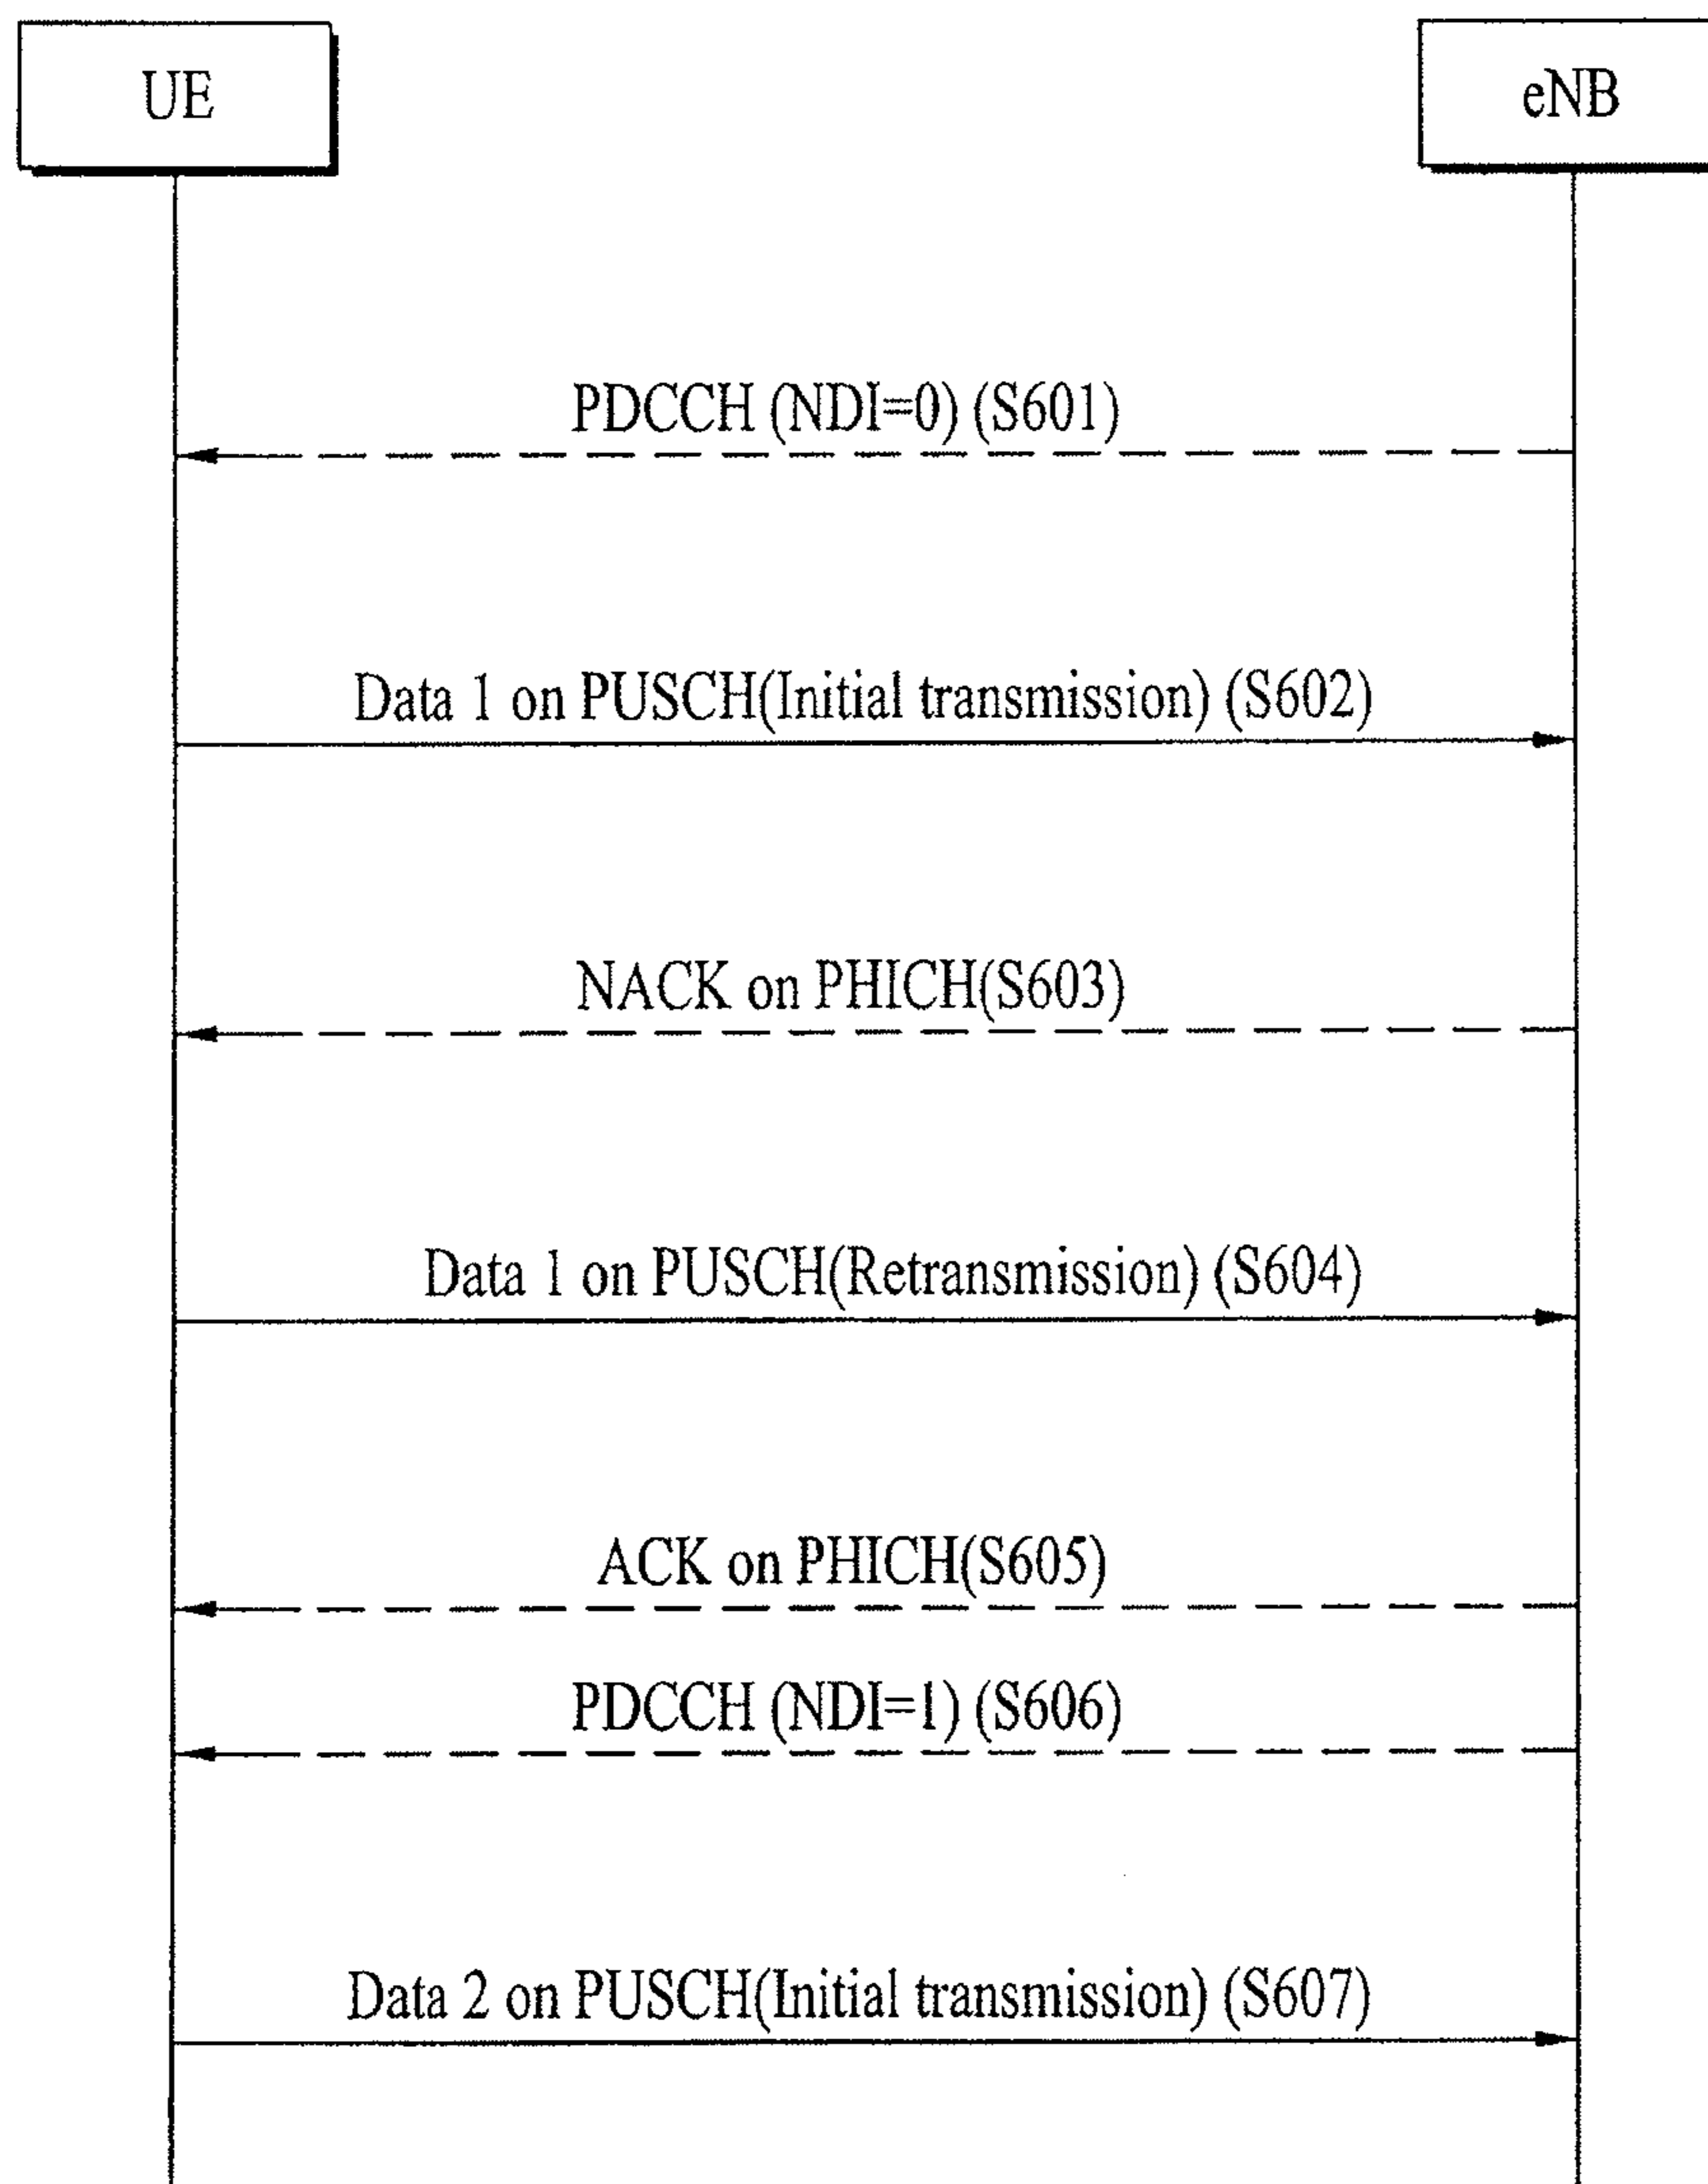 UE
eNB
PDCCH (NDI=0) (S601)
Data 1 on PUSCH(Initial transmission) (S602)
NACK on PHICH(S603)
Data 1 on PUSCH(Retransmission) (S604)
ACK on PHICH(S605)
PDCCH (NDI=1) (S606)
Data 2 on PUSCH(Initial transmission) (S607)